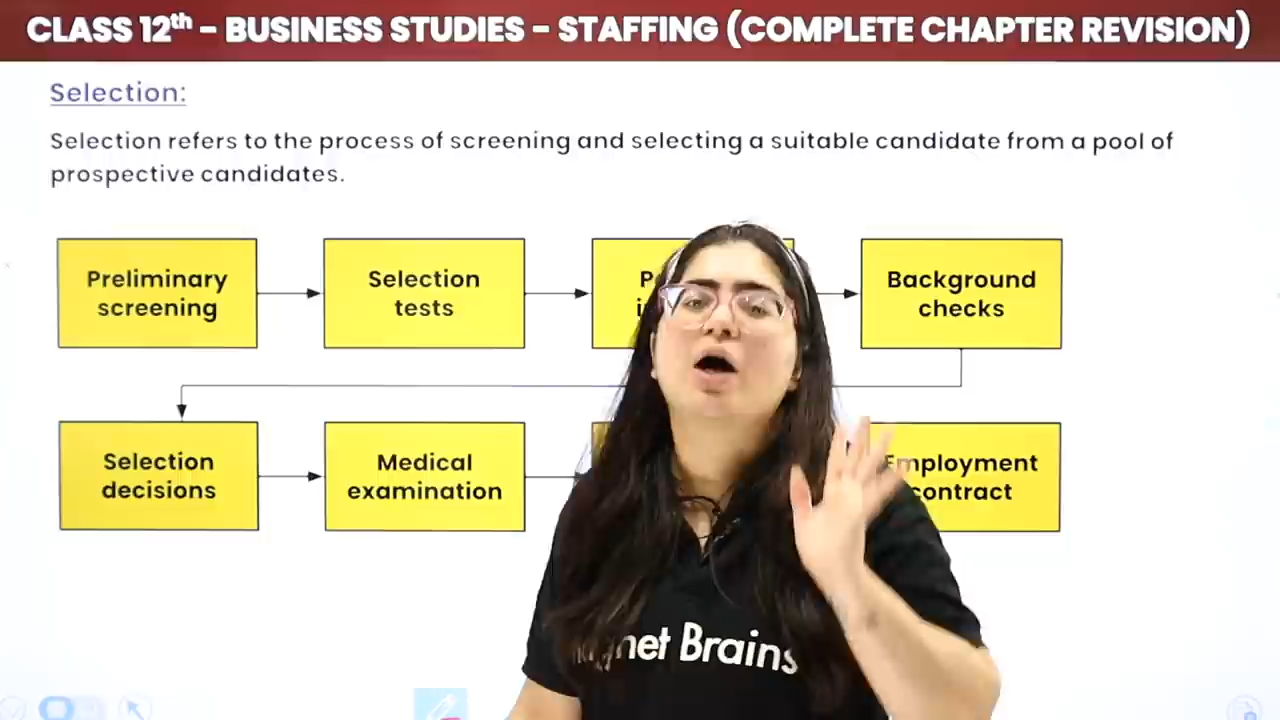 CLASS 12th – BUSINESS STUDIES – STAFFING (COMPLETE CHAPTER REVISION)
Selection:
Selection refers to the process of screening and selecting a suitable candidate from a pool of
prospective candidates.
Preliminary
screening
Selection
tests
Background
checks
Selection
decisions
Medical
examination
Employment
contract
Brains